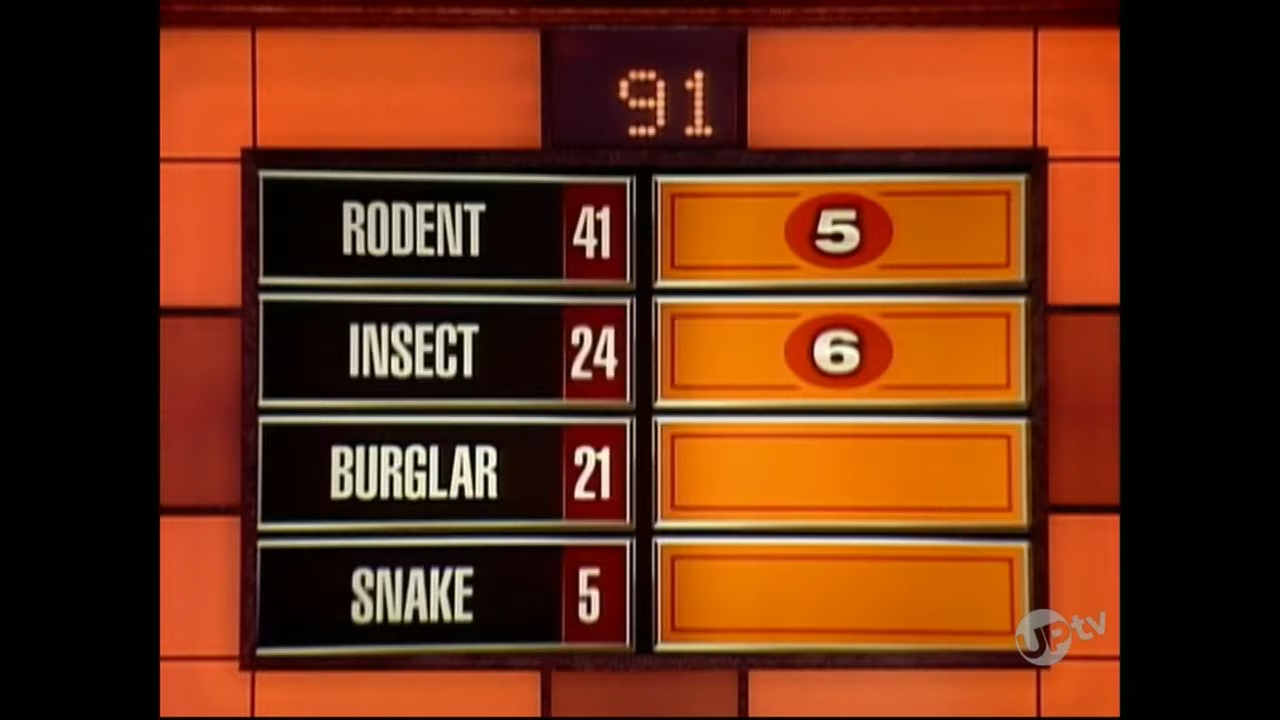 91
RODENT 41
5
INSECT 24
6
BURGLAR 21
SNAKE 5
UPtv